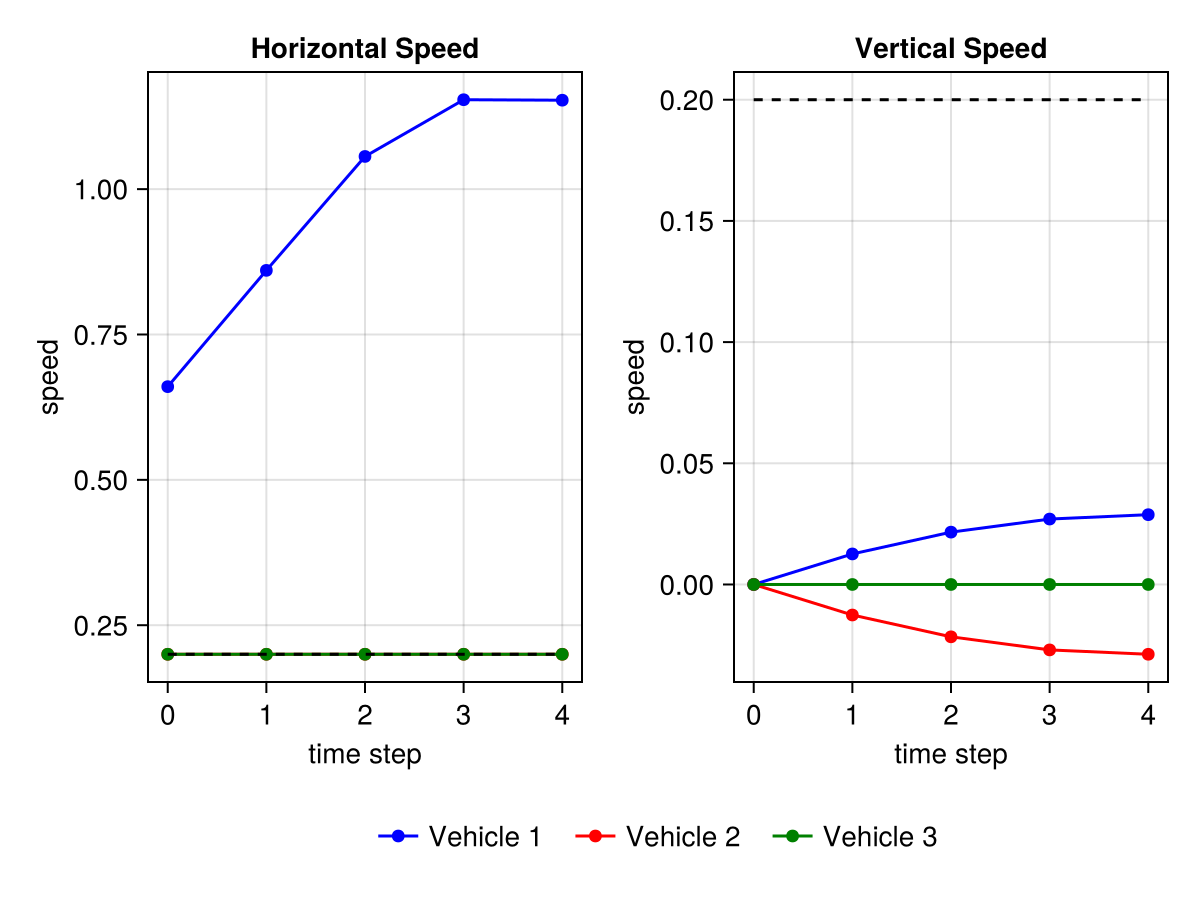 Horizontal Speed
1.00
0.75
0.50
0.25
speed
0 1 2 3 4
time step
Vertical Speed
0.20
0.15
0.10
0.05
0.00
speed
0 1 2 3 4
time step
Vehicle 1 Vehicle 2 Vehicle 3